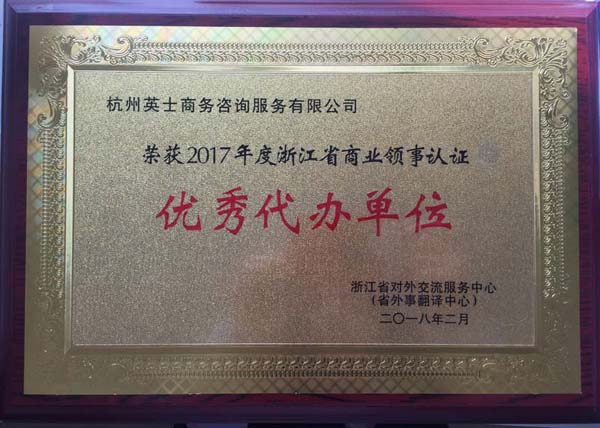 杭州英士商务咨询服务有限公司
荣获2017年度浙江省商业领事认证
优秀代办单位
浙江省对外交流服务中心
（省外事翻译中心）
二〇一八年二月